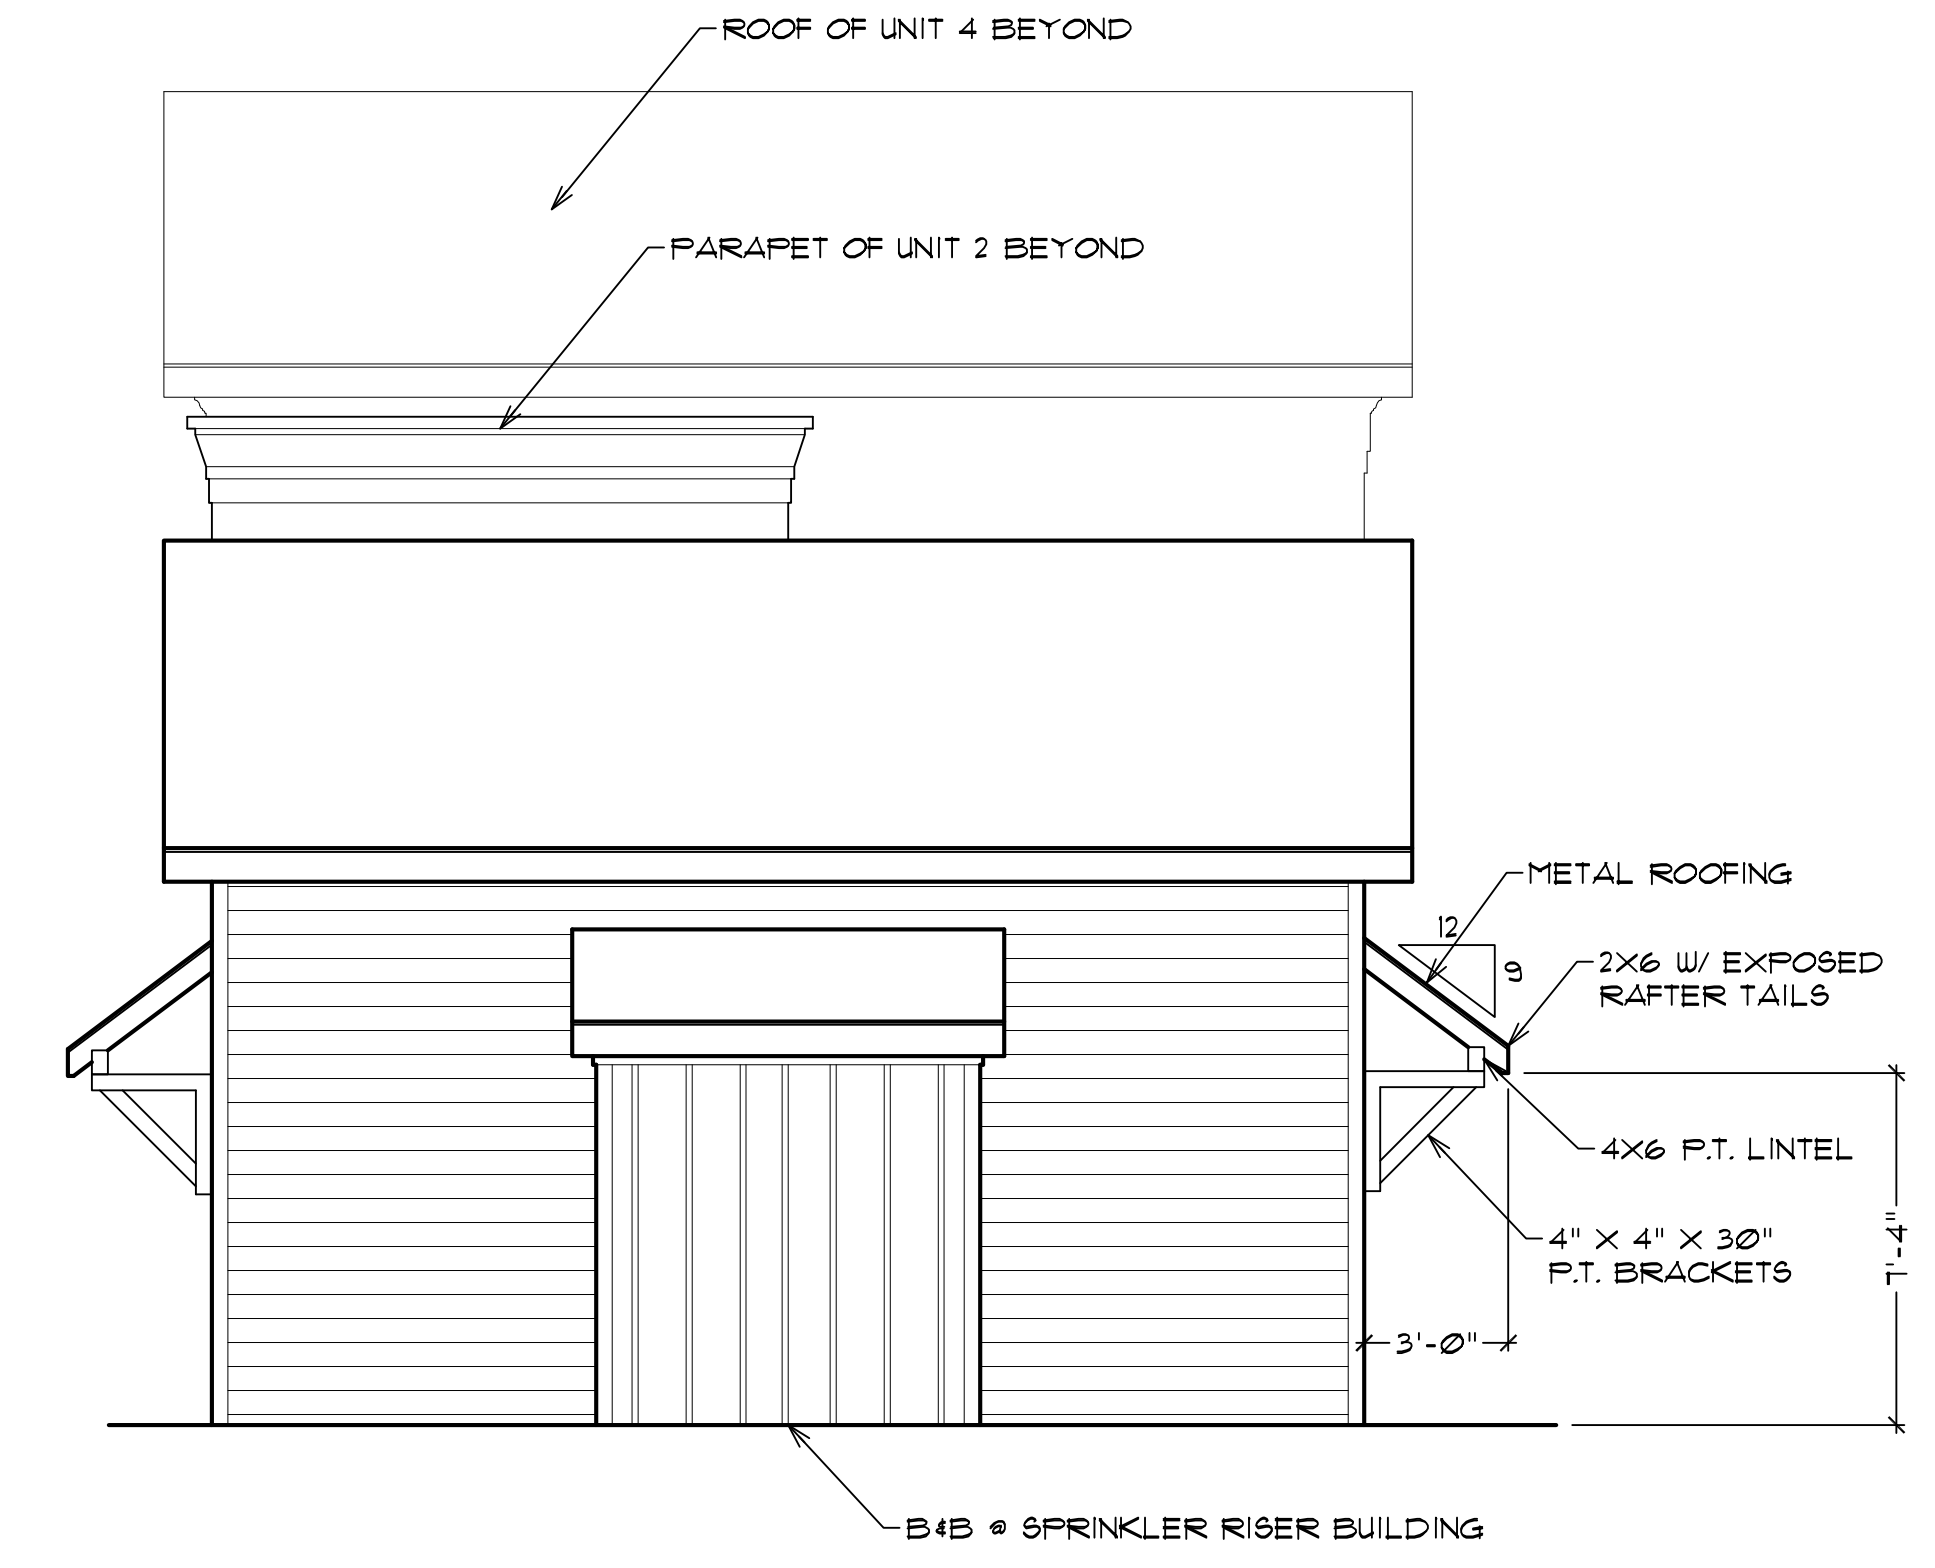 ROOF OF UNIT 4 BEYOND
PARAPET OF UNIT 2 BEYOND
METAL ROOFING
12
9
2X6 W/ EXPOSED
RAFTER TAILS
4X6 P.T. LINTEL
4" X 4" X 30"
P.T. BRACKETS
7'-4"
3'-0"
B&B @ SPRINKLER RISER BUILDING